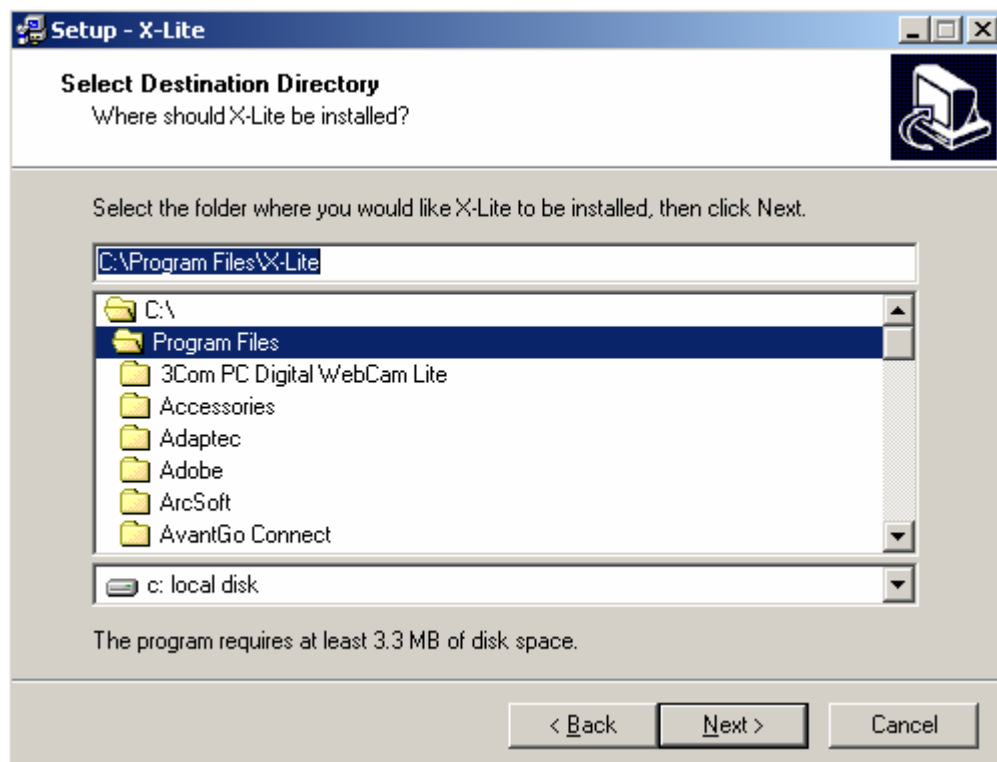 Setup - X-Lite
Select Destination Directory
Where should X-Lite be installed?
Select the folder where you would like X-Lite to be installed, then click Next.
C:\Program Files\X-Lite
C:\
Program Files
3Com PC Digital WebCam Lite
Accessories
Adaptec
Adobe
ArcSoft
AvantGo Connect
c: local disk
The program requires at least 3.3 MB of disk space.
< Back Next > Cancel